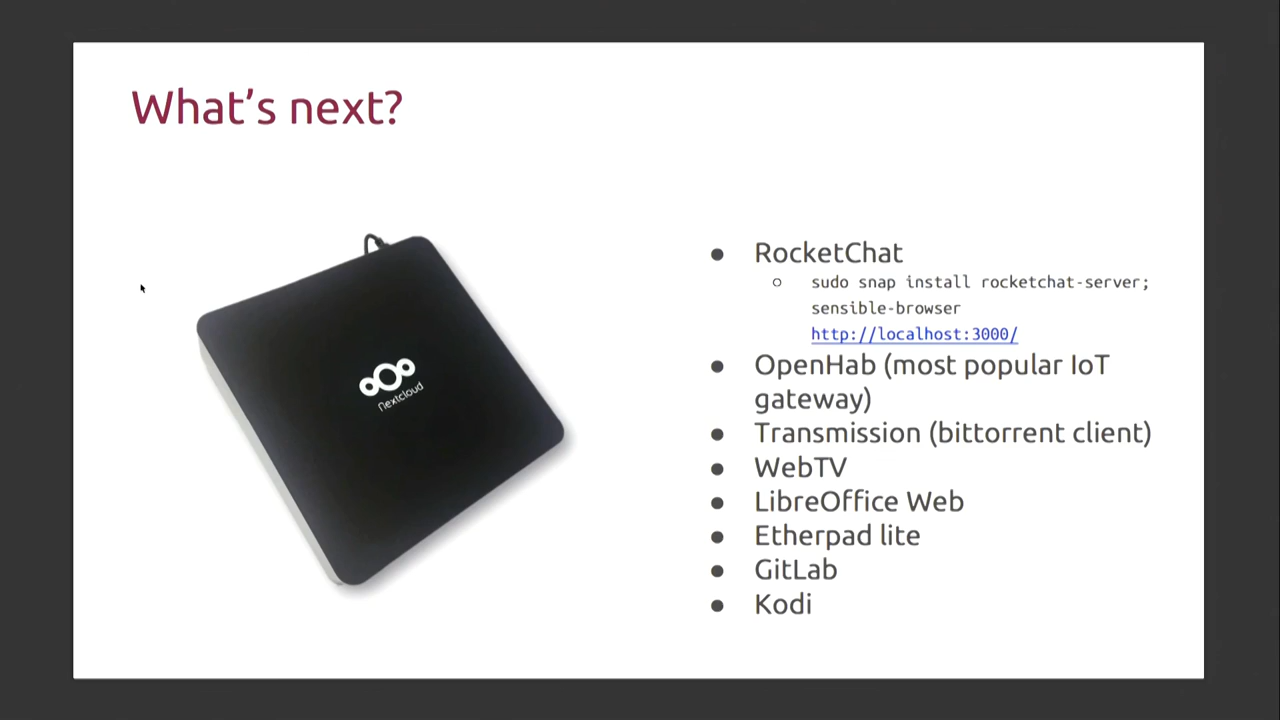 What's next?
Nextcloud
● RocketChat
○ sudo snap install rocketchat-server;
sensible-browser
http://localhost:3000/
● OpenHab (most popular IoT
gateway)
● Transmission (bittorrent client)
● WebTV
● LibreOffice Web
● Etherpad lite
● GitLab
● Kodi